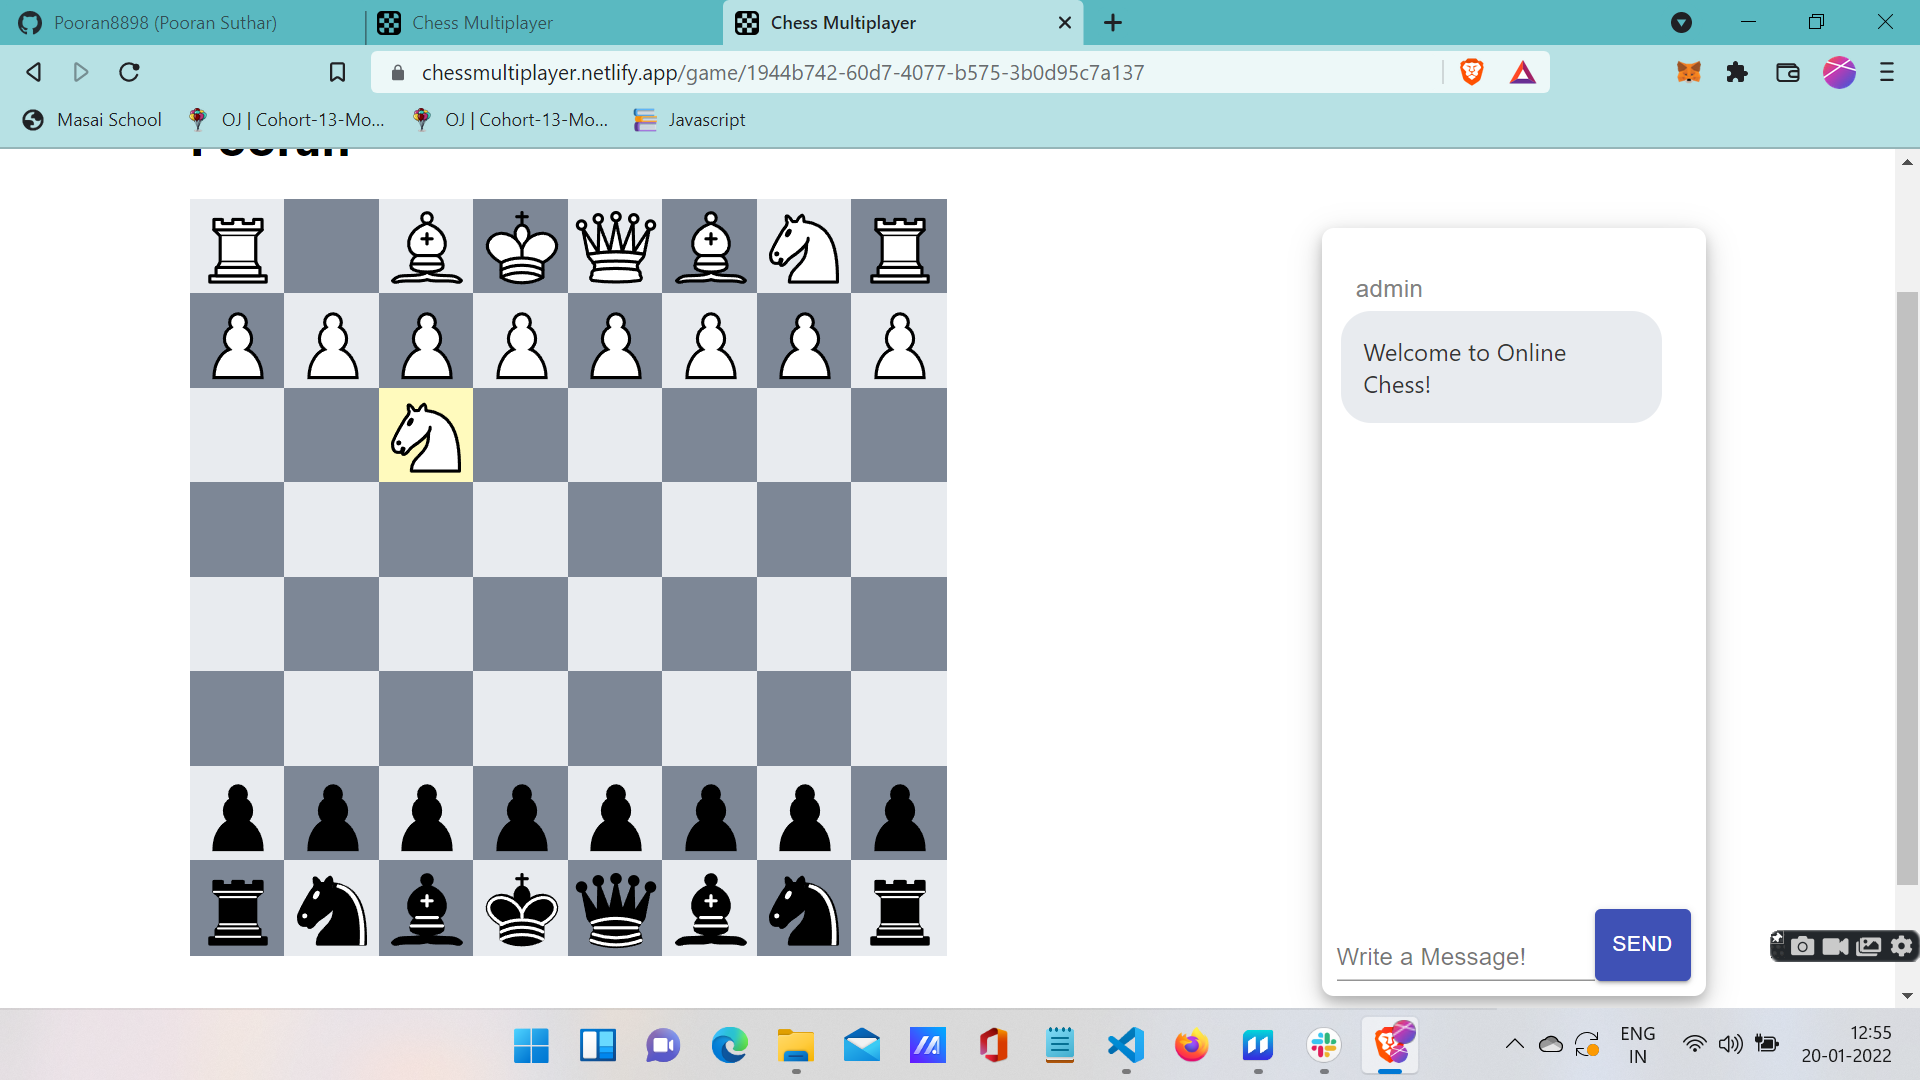 Pooran8898 (Pooran Suthar)
Chess Multiplayer
Chess Multiplayer
chessmultiplayer.netlify.app/game/1944b742-60d7-4077-b575-3b0d95c7a137
Masai School
OJ | Cohort-13-Mo...
OJ | Cohort-13-Mo...
Javascript
Pooran
admin
Welcome to Online
Chess!
Write a Message!
SEND
ENG
IN
12:55
20-01-2022